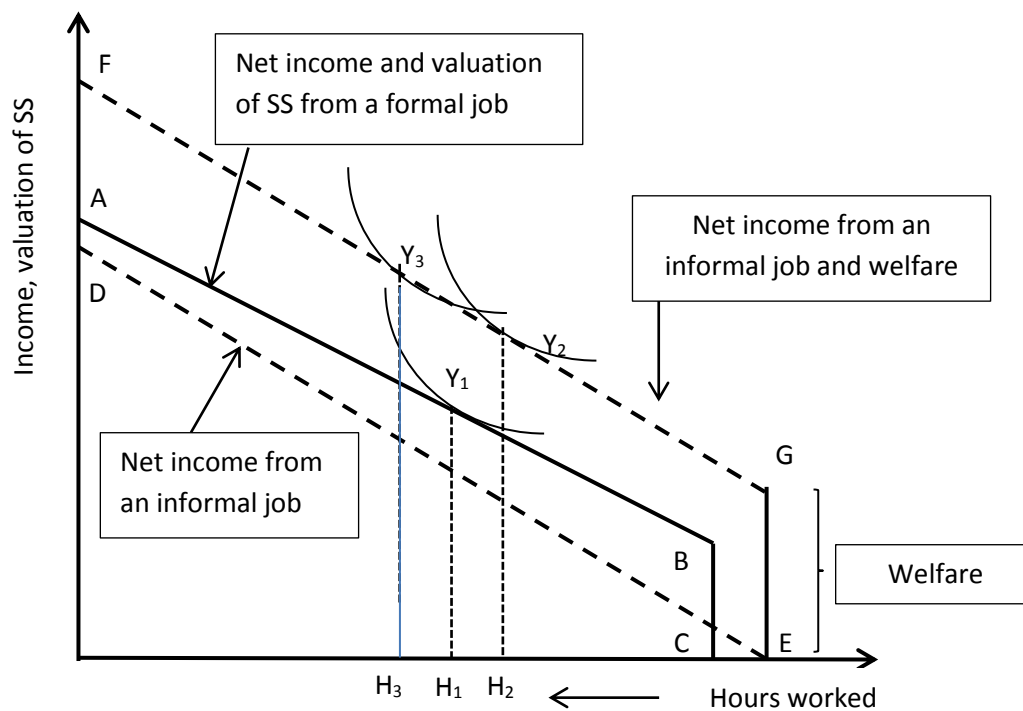 Income, valuation of SS
F
Net income and valuation
of SS from a formal job
A
Net income from an
informal job and welfare
Y3
D
Y2
Y1
Net income from
an informal job
G
B
Welfare
C
E
H3
H1
H2
Hours worked